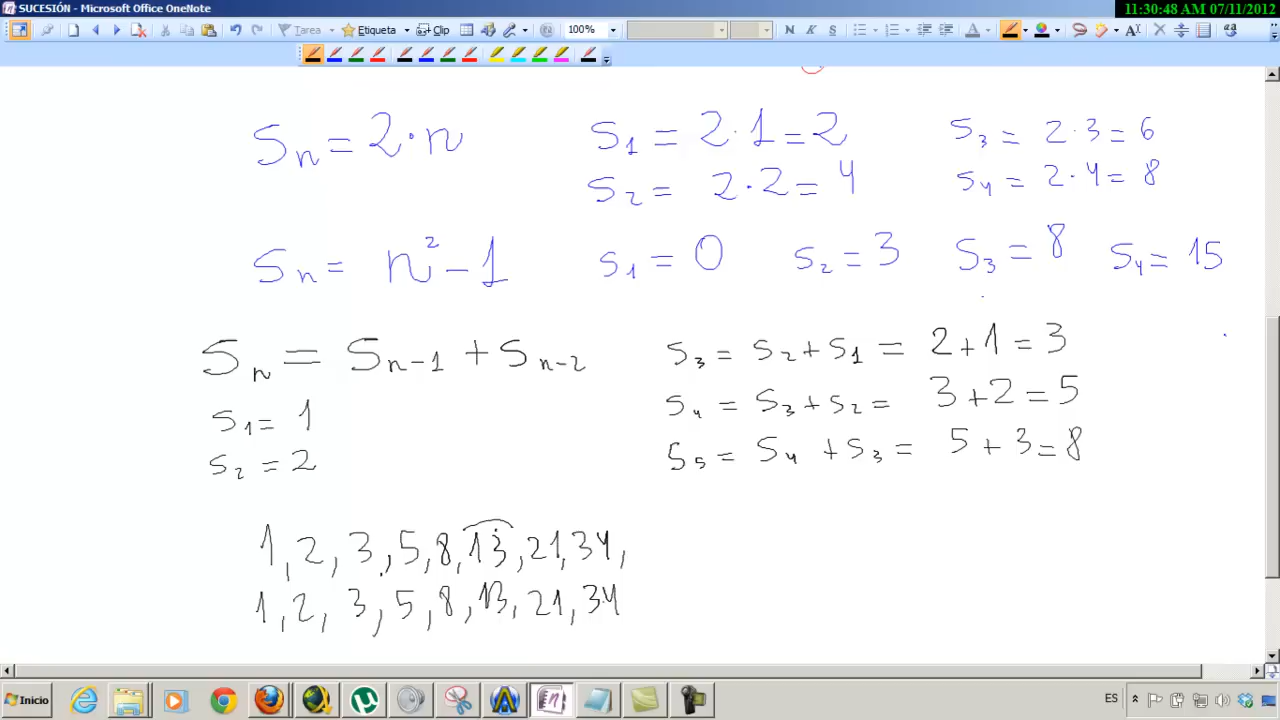 SUCESIÓN - Microsoft Office OneNote
11:30:48 AM 07/11/2012
Tarea Etiqueta Clip 100% N K S
Sₙ = 2·n S₁ = 2·1 = 2 S₃ = 2·3 = 6
S₂ = 2·2 = 4 S₄ = 2·4 = 8
Sₙ = n² - 1 S₁ = 0 S₂ = 3 S₃ = 8 S₄ = 15
Sₙ = Sₙ₋₁ + Sₙ₋₂ S₃ = S₂ + S₁ = 2 + 1 = 3
S₁ = 1 S₄ = S₃ + S₂ = 3 + 2 = 5
S₂ = 2 S₅ = S₄ + S₃ = 5 + 3 = 8
1, 2, 3, 5, 8, 13, 21, 34,
1, 2, 3, 5, 8, 13, 21, 34
Inicio ES